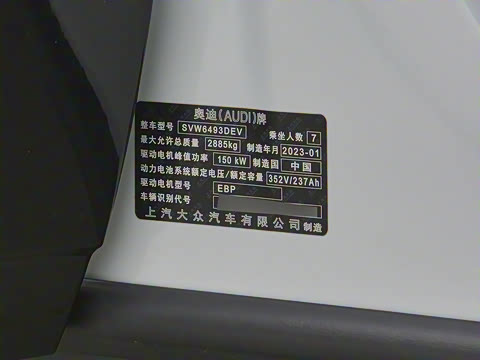 奥迪(AUDI)牌
整车型号 SVW6493DEV 乘坐人数 7
最大允许总质量 2885kg 制造年月 2023-01
驱动电机峰值功率 150 kW 制造国 中国
动力电池系统额定电压/额定容量 352V/237Ah
驱动电机型号 EBP
车辆识别代号
上汽大众汽车有限公司 制造